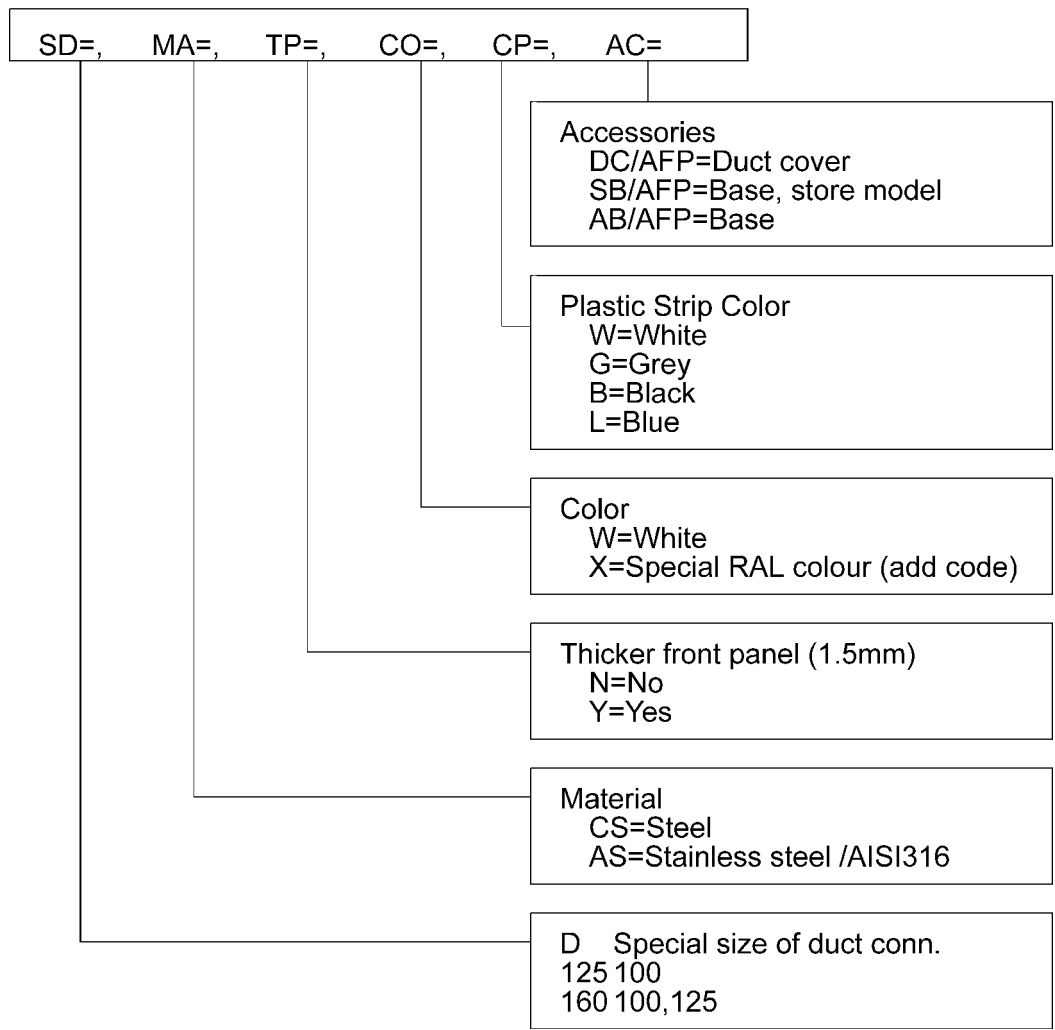 SD=, MA=, TP=, CO=, CP=, AC=
Accessories
DC/AFP=Duct cover
SB/AFP=Base, store model
AB/AFP=Base
Plastic Strip Color
W=White
G=Grey
B=Black
L=Blue
Color
W=White
X=Special RAL colour (add code)
Thicker front panel (1.5mm)
N=No
Y=Yes
Material
CS=Steel
AS=Stainless steel /AISI316
D Special size of duct conn.
125 100
160 100,125